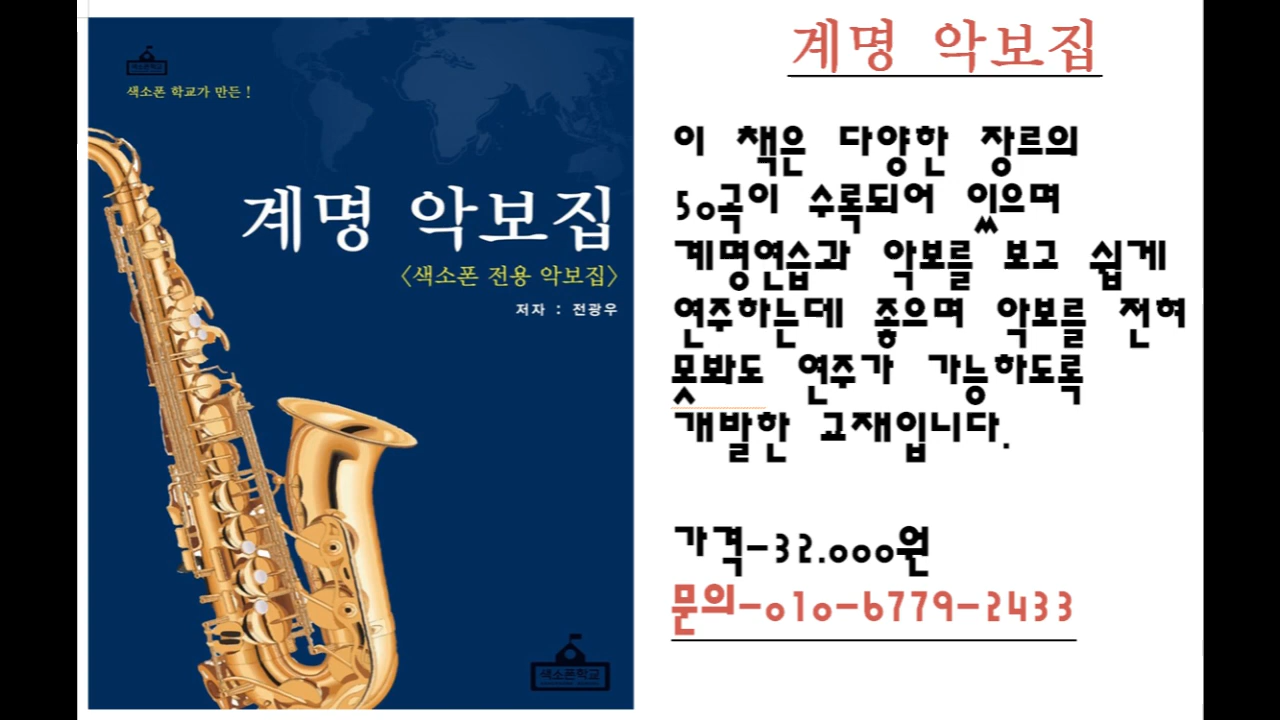 색소폰학교
색소폰 학교가 만든 !
계명 악보집
<색소폰 전용 악보집>
저자 : 전광우
색소폰학교
계명 악보집
이 책은 다양한 장르의
50곡이 수록되어 있으며
계명연습과 악보를 보고 쉽게
연주하는데 좋으며 악보를 전혀
못봐도 연주가 가능하도록
개발한 교재입니다.
가격-32.000원
문의-010-6779-2433